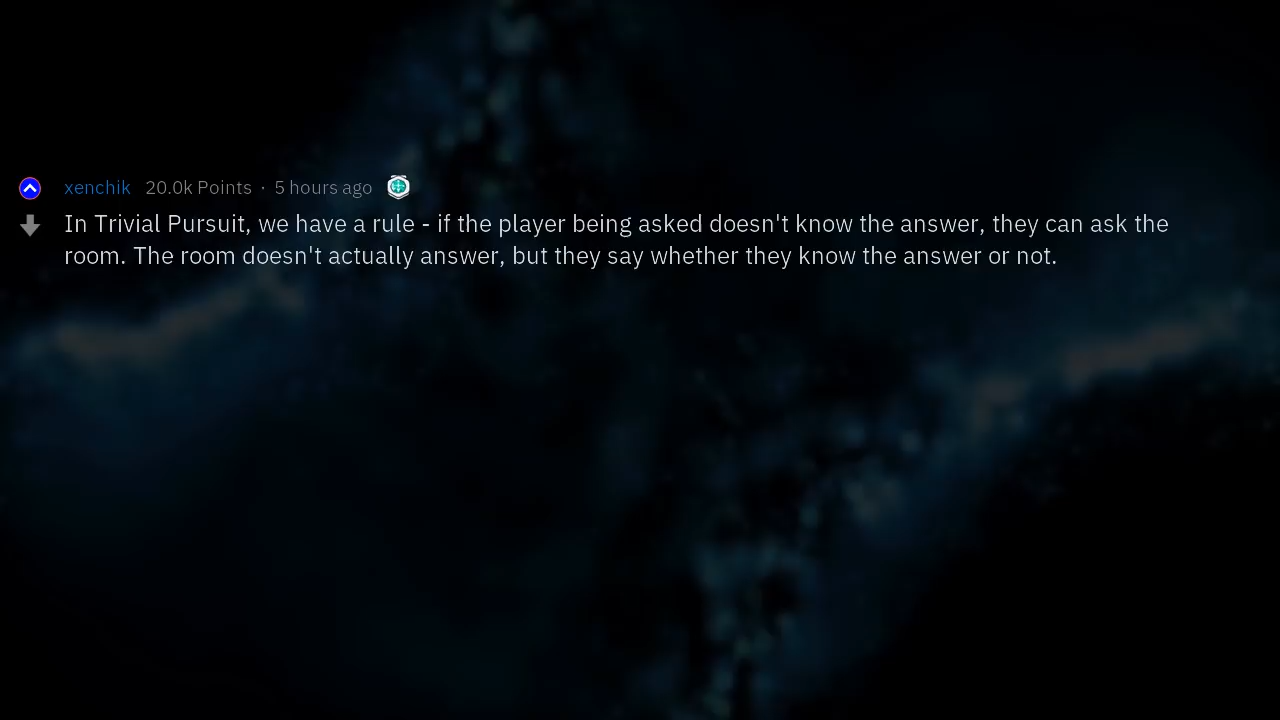 xenchik 20.0k Points · 5 hours ago
In Trivial Pursuit, we have a rule - if the player being asked doesn't know the answer, they can ask the
room. The room doesn't actually answer, but they say whether they know the answer or not.